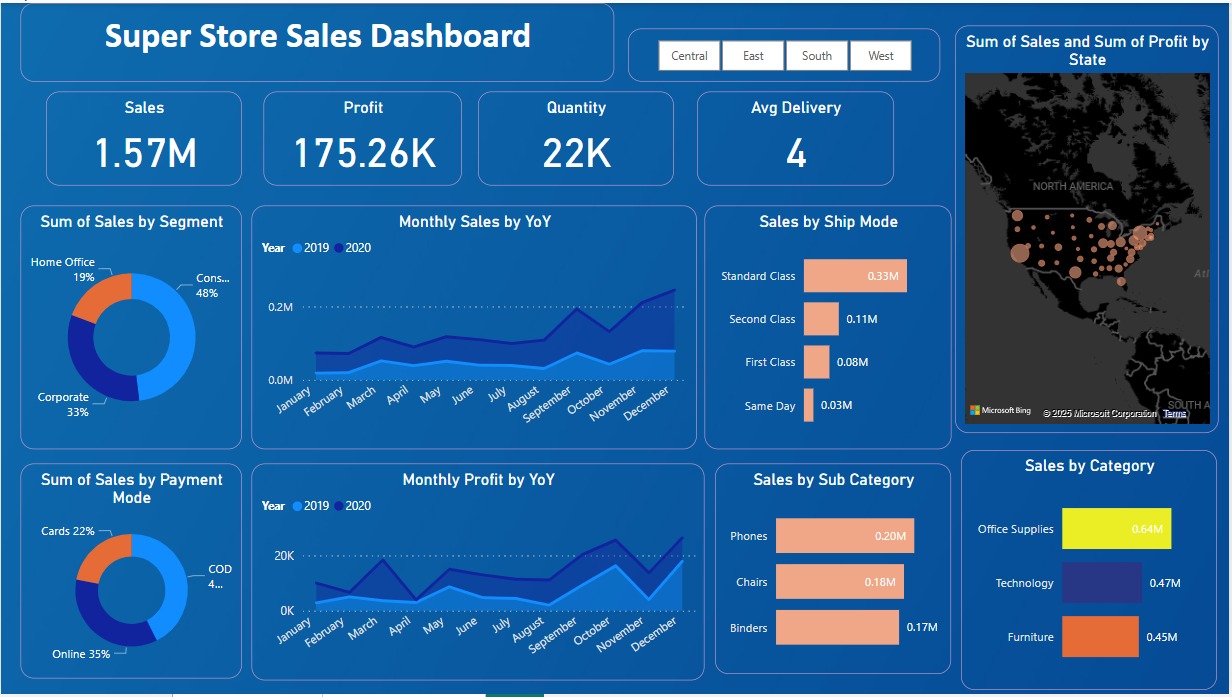 Super Store Sales Dashboard
Central
East
South
West
Sales
1.57M
Profit
175.26K
Quantity
22K
Avg Delivery
4
Sum of Sales and Sum of Profit by
State
NORTH AMERICA
Atl
SOUTH A
Microsoft Bing
© 2025 Microsoft Corporation
Terms
Sum of Sales by Segment
Home Office
19%
Cons...
48%
Corporate
33%
Monthly Sales by YoY
Year 2019 2020
0.2M
0.0M
January
February
March
April
May
June
July
August
September
October
November
December
Sales by Ship Mode
Standard Class 0.33M
Second Class 0.11M
First Class 0.08M
Same Day 0.03M
Sum of Sales by Payment
Mode
Cards 22%
COD
4...
Online 35%
Monthly Profit by YoY
Year 2019 2020
20K
0K
January
February
March
April
May
June
July
August
September
October
November
December
Sales by Sub Category
Phones 0.20M
Chairs 0.18M
Binders 0.17M
Sales by Category
Office Supplies 0.64M
Technology 0.47M
Furniture 0.45M